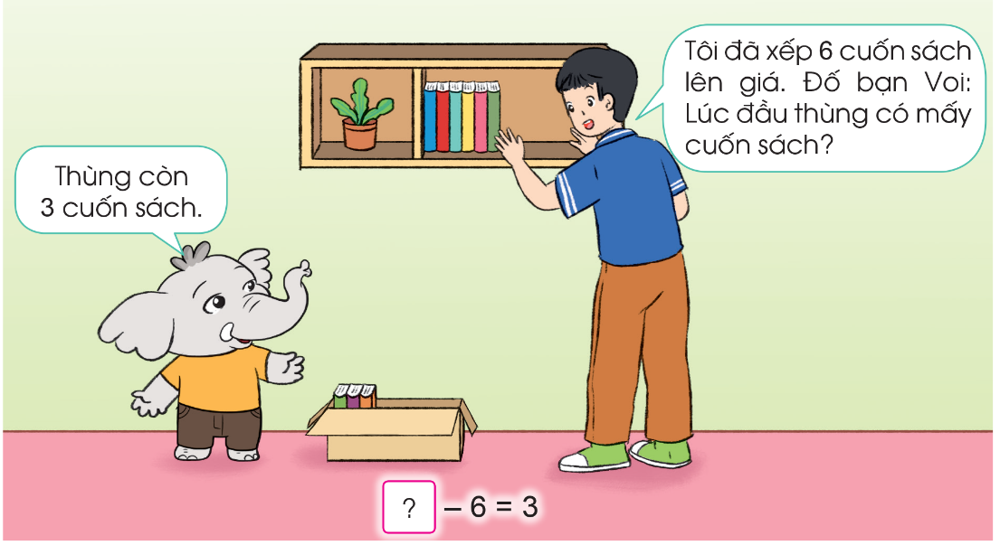 Tôi đã xếp 6 cuốn sách
lên giá. Đố bạn Voi:
Lúc đầu thùng có mấy
cuốn sách?
Thùng còn
3 cuốn sách.
? – 6 = 3